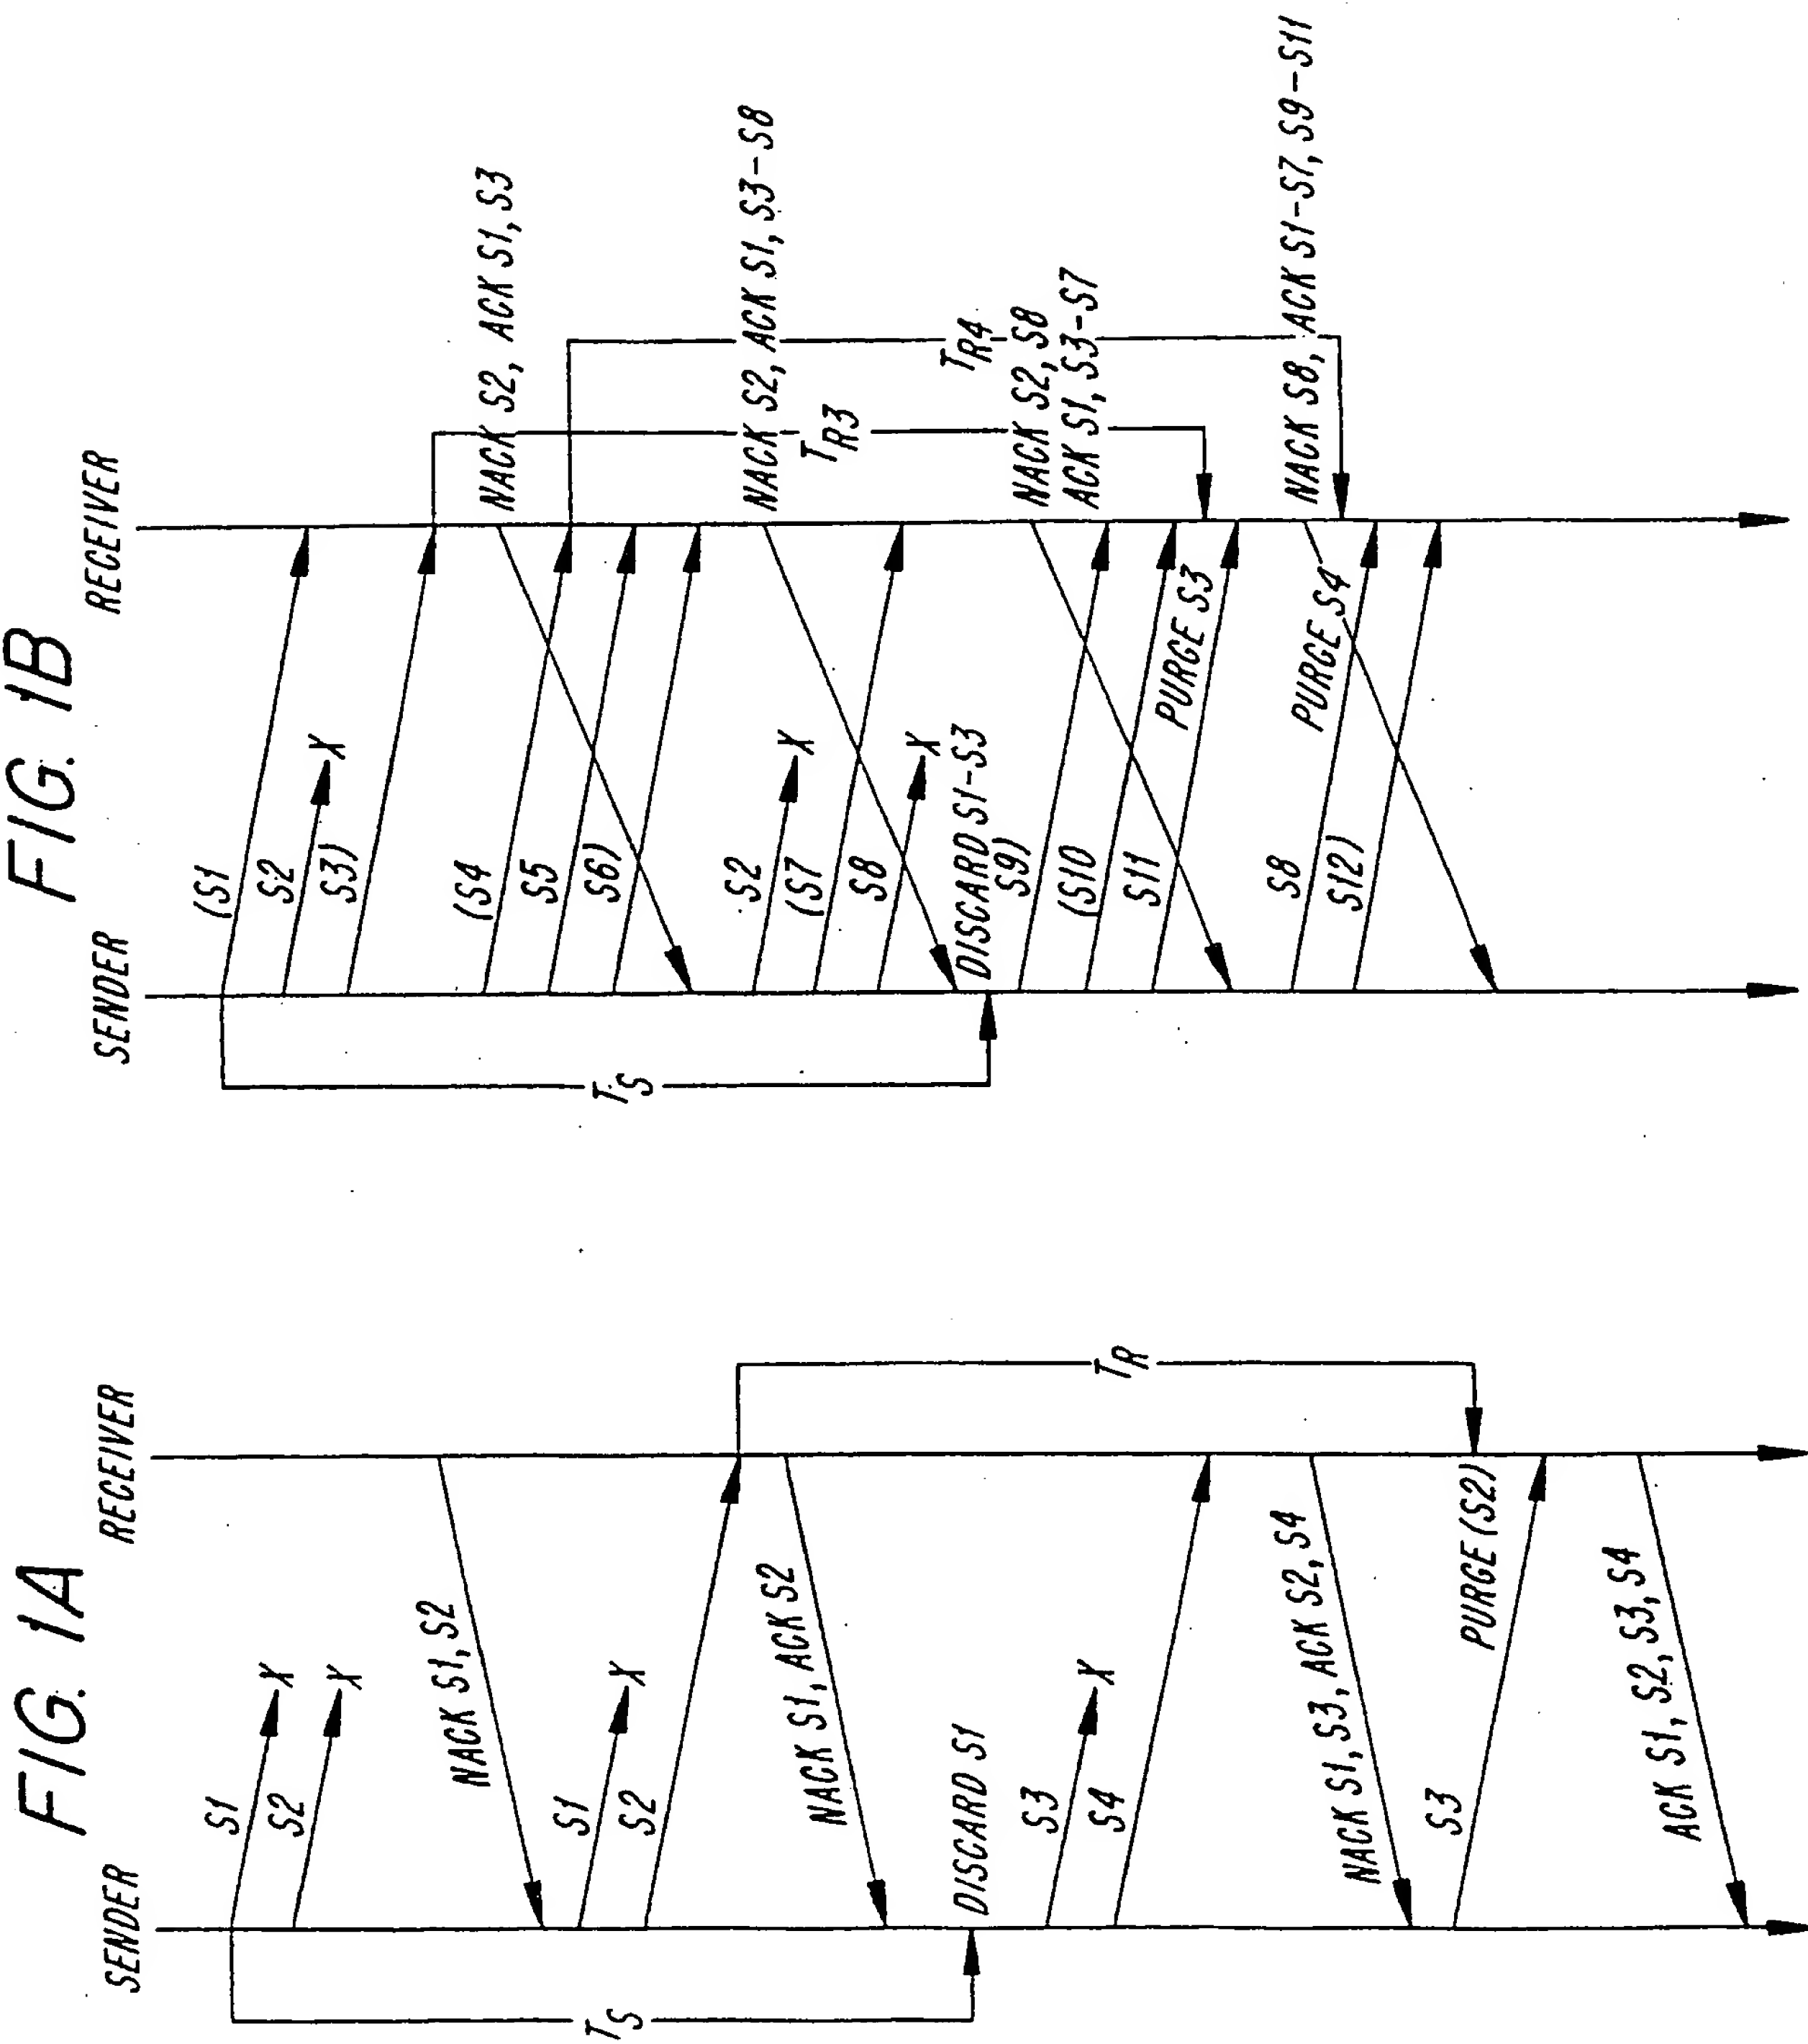 FIG. 1A
SENDER
RECEIVER
S1
X
S2
X
NACK S1, S2
S1
X
S2
NACK S1, ACK S2
TS
DISCARD S1
TR
S3
X
S4
NACK S1, S3, ACK S2, S4
PURGE (S2)
S3
ACK S1, S2, S3, S4
FIG. 1B
SENDER
RECEIVER
(S1
S2
X
S3)
NACK S2, ACK S1, S3
(S4
S5
S6)
TS
NACK S2, ACK S1, S3-S8
S2
X
(S7
TR3
S8
X
DISCARD S1-S3
TR4
S9)
NACK S2, S8
ACK S1, S3-S7
(S10
S11
PURGE S3
NACK S8, ACK S1-S7, S9-S11
S8
PURGE S4
S12)